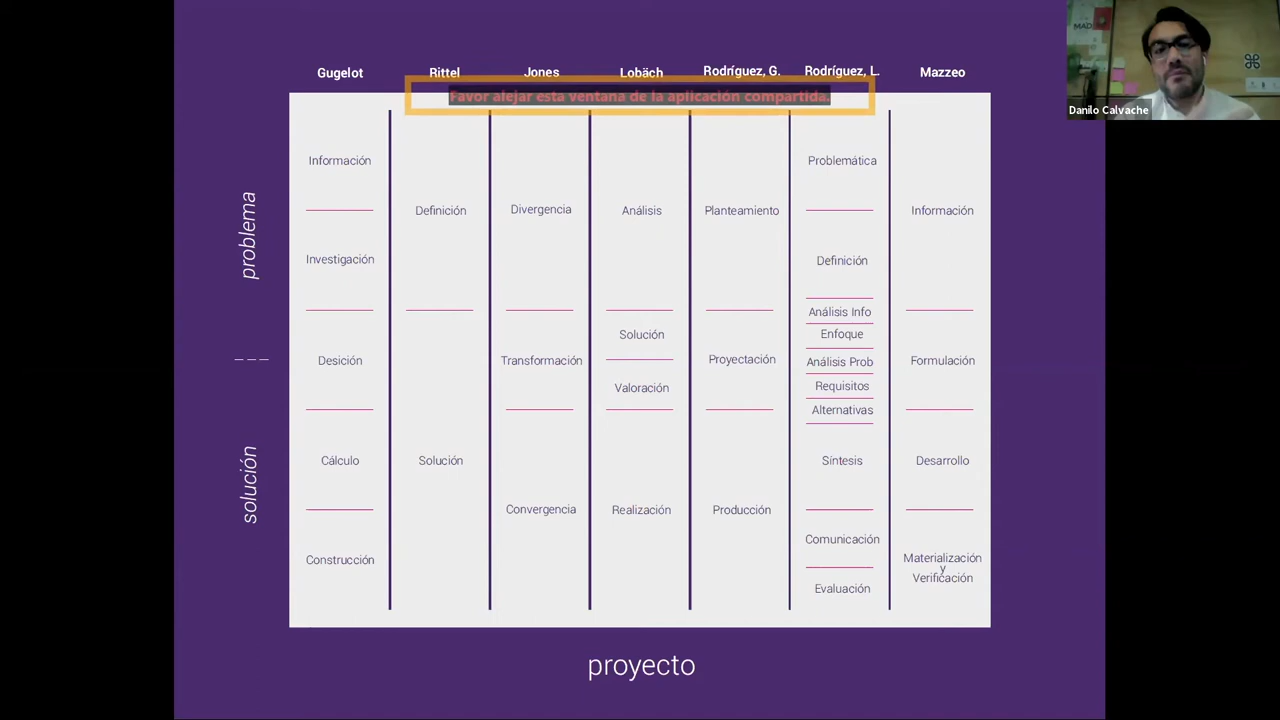 Gugelot Rittel Jones Lobäch Rodríguez, G. Rodríguez, L. Mazzeo
Favor alejar esta ventana de la aplicación compartida.
problema
solución
Información
Investigación
Desición
Cálculo
Construcción
Definición
Solución
Divergencia
Transformación
Convergencia
Análisis
Solución
Valoración
Realización
Planteamiento
Proyectación
Producción
Problemática
Definición
Análisis Info
Enfoque
Análisis Prob
Requisitos
Alternativas
Síntesis
Comunicación
Evaluación
Información
Formulación
Desarrollo
Materialización
y
Verificación
proyecto
Danilo Calvache